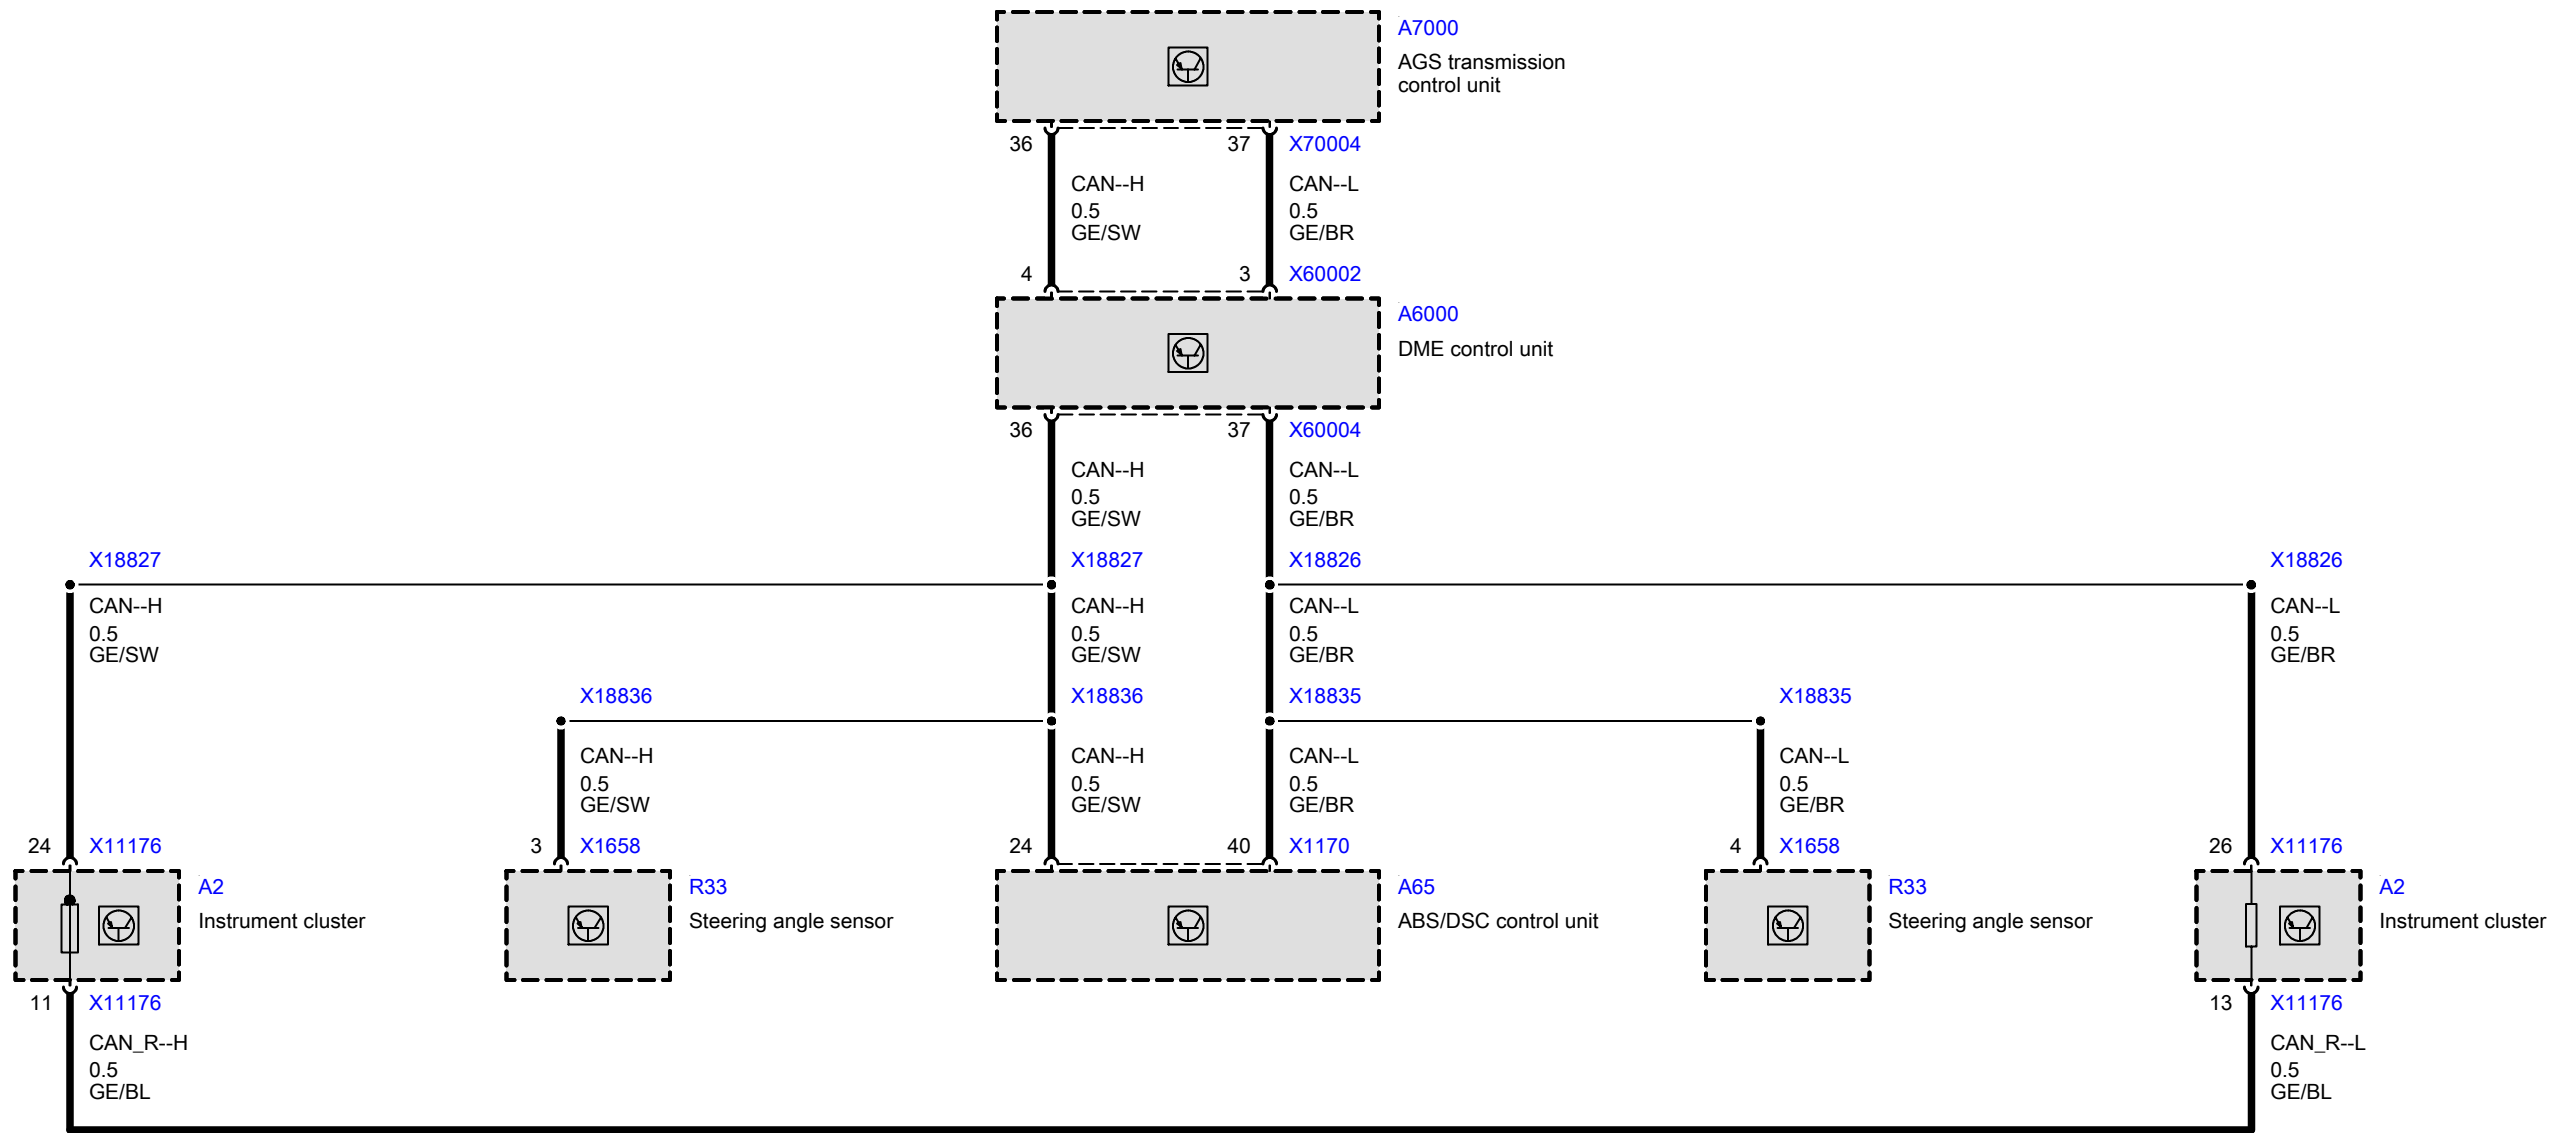 A7000
AGS transmission
control unit
36
37
X70004
CAN--H
0.5
GE/SW
CAN--L
0.5
GE/BR
4
3
X60002
A6000
DME control unit
36
37
X60004
CAN--H
0.5
GE/SW
CAN--L
0.5
GE/BR
X18827
X18827
X18826
X18826
CAN--H
0.5
GE/SW
CAN--H
0.5
GE/SW
CAN--L
0.5
GE/BR
CAN--L
0.5
GE/BR
X18836
X18836
X18835
X18835
CAN--H
0.5
GE/SW
CAN--H
0.5
GE/SW
CAN--L
0.5
GE/BR
CAN--L
0.5
GE/BR
24
X11176
3
X1658
24
40
X1170
4
X1658
26
X11176
A2
Instrument cluster
R33
Steering angle sensor
A65
ABS/DSC control unit
R33
Steering angle sensor
A2
Instrument cluster
11
X11176
13
X11176
CAN_R--H
0.5
GE/BL
CAN_R--L
0.5
GE/BL